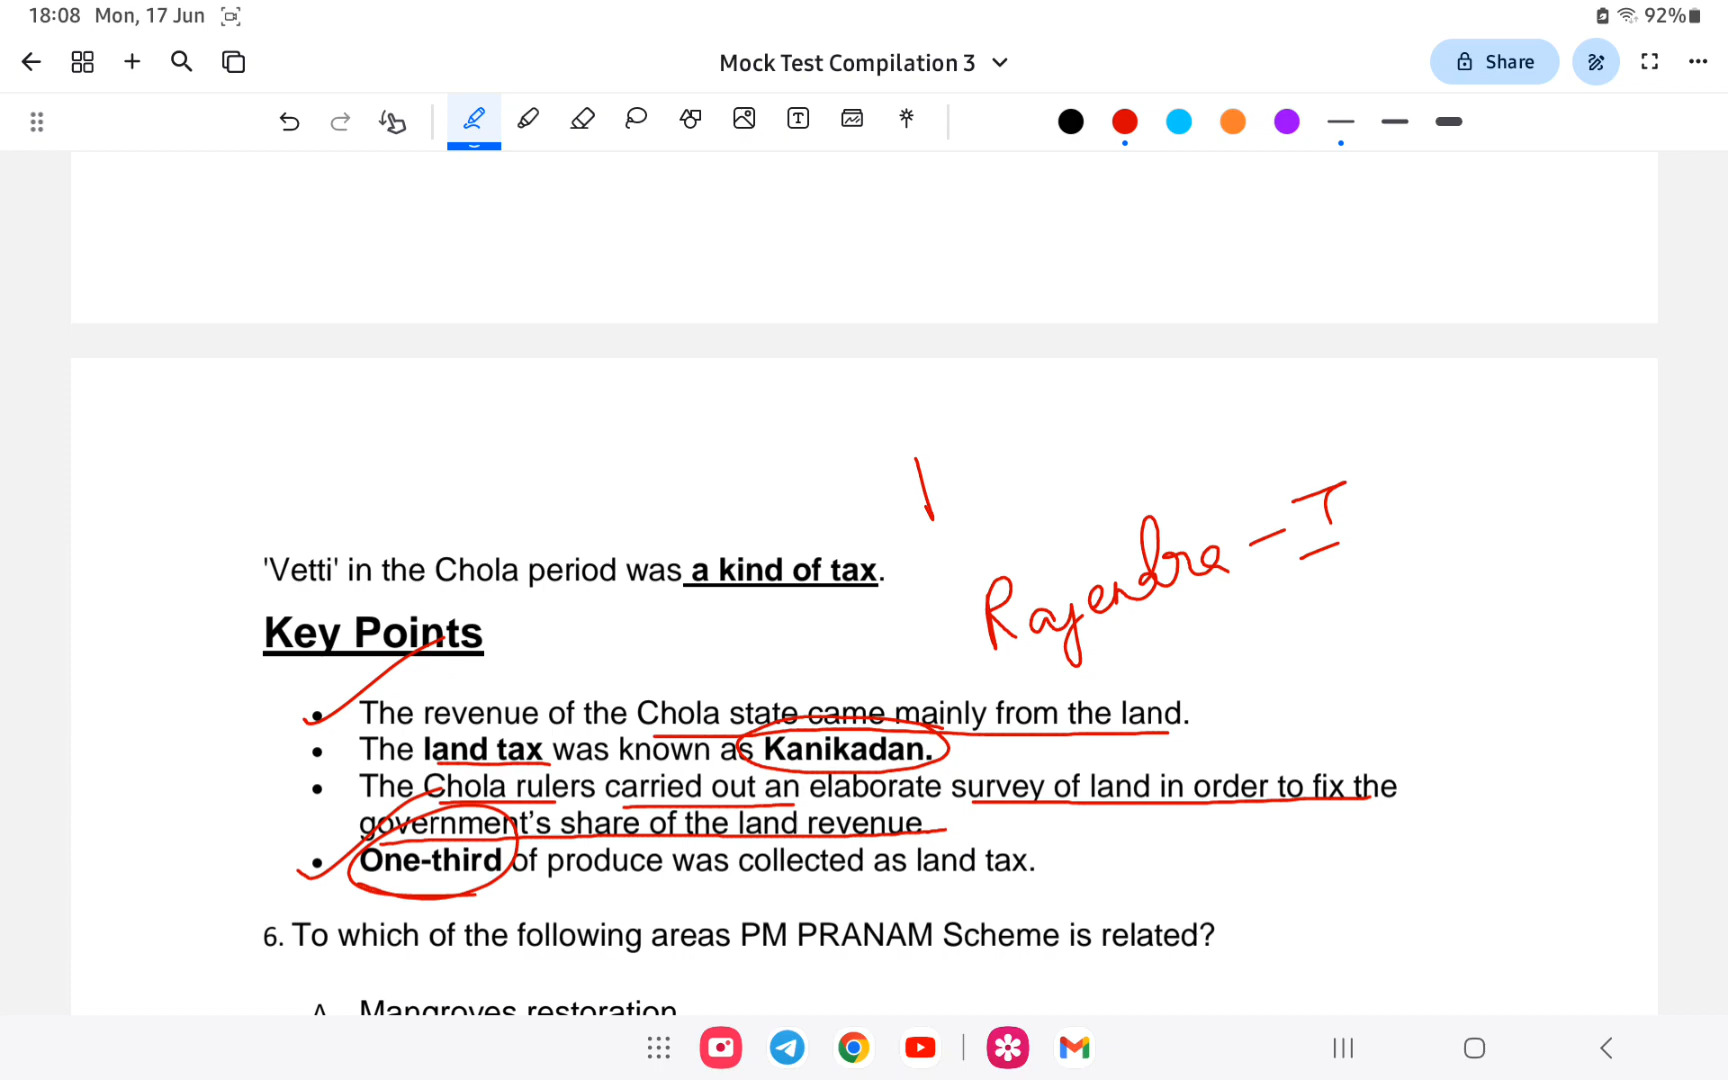 18:08 Mon, 17 Jun 92%
Mock Test Compilation 3
Share
'Vetti' in the Chola period was a kind of tax.
Rajendra - I
Key Points
• The revenue of the Chola state came mainly from the land.
• The land tax was known as Kanikadan.
• The Chola rulers carried out an elaborate survey of land in order to fix the
government's share of the land revenue
• One-third of produce was collected as land tax.
6. To which of the following areas PM PRANAM Scheme is related?
A Mangroves restoration